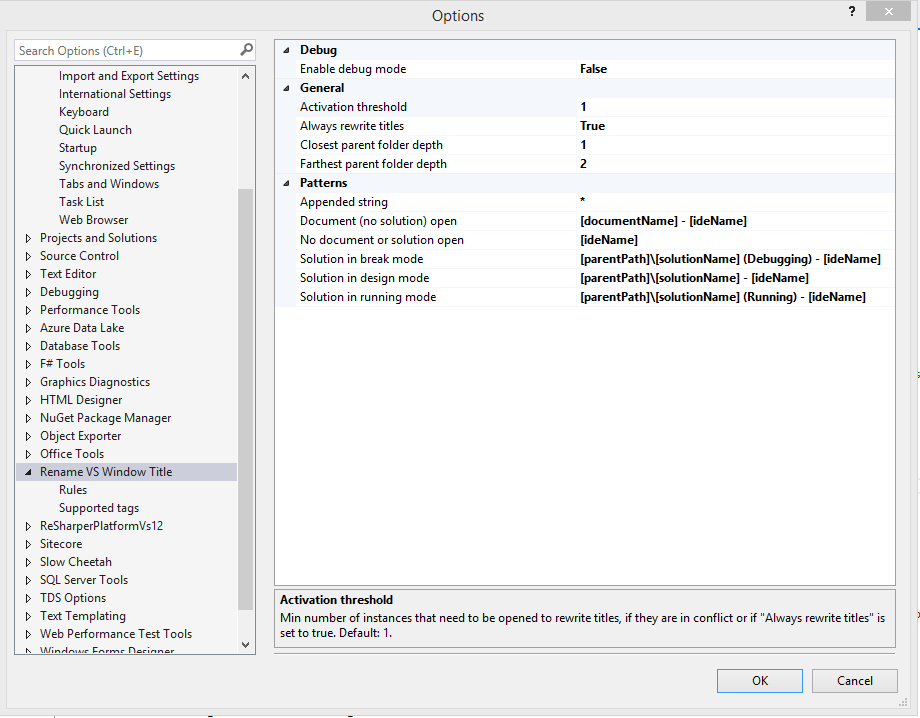 Options
?
Search Options (Ctrl+E)
Import and Export Settings
International Settings
Keyboard
Quick Launch
Startup
Synchronized Settings
Tabs and Windows
Task List
Web Browser
Projects and Solutions
Source Control
Text Editor
Debugging
Performance Tools
Azure Data Lake
Database Tools
F# Tools
Graphics Diagnostics
HTML Designer
NuGet Package Manager
Object Exporter
Office Tools
Rename VS Window Title
Rules
Supported tags
ReSharperPlatformVs12
Sitecore
Slow Cheetah
SQL Server Tools
TDS Options
Text Templating
Web Performance Test Tools
Windows Forms Designer
Debug
Enable debug mode False
General
Activation threshold 1
Always rewrite titles True
Closest parent folder depth 1
Farthest parent folder depth 2
Patterns
Appended string *
Document (no solution) open [documentName] - [ideName]
No document or solution open [ideName]
Solution in break mode [parentPath]\[solutionName] (Debugging) - [ideName]
Solution in design mode [parentPath]\[solutionName] - [ideName]
Solution in running mode [parentPath]\[solutionName] (Running) - [ideName]
Activation threshold
Min number of instances that need to be opened to rewrite titles, if they are in conflict or if "Always rewrite titles" is
set to true. Default: 1.
OK Cancel